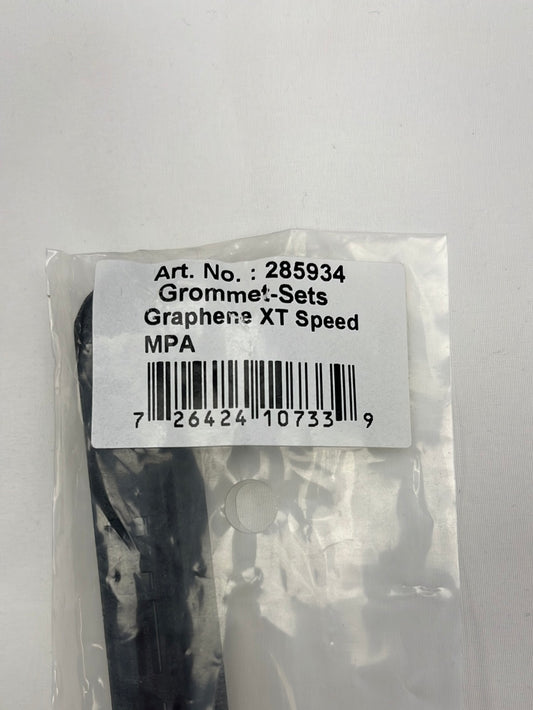 Art. No. : 285934
Grommet-Sets
Graphene XT Speed
MPA
7 26424 10733 9